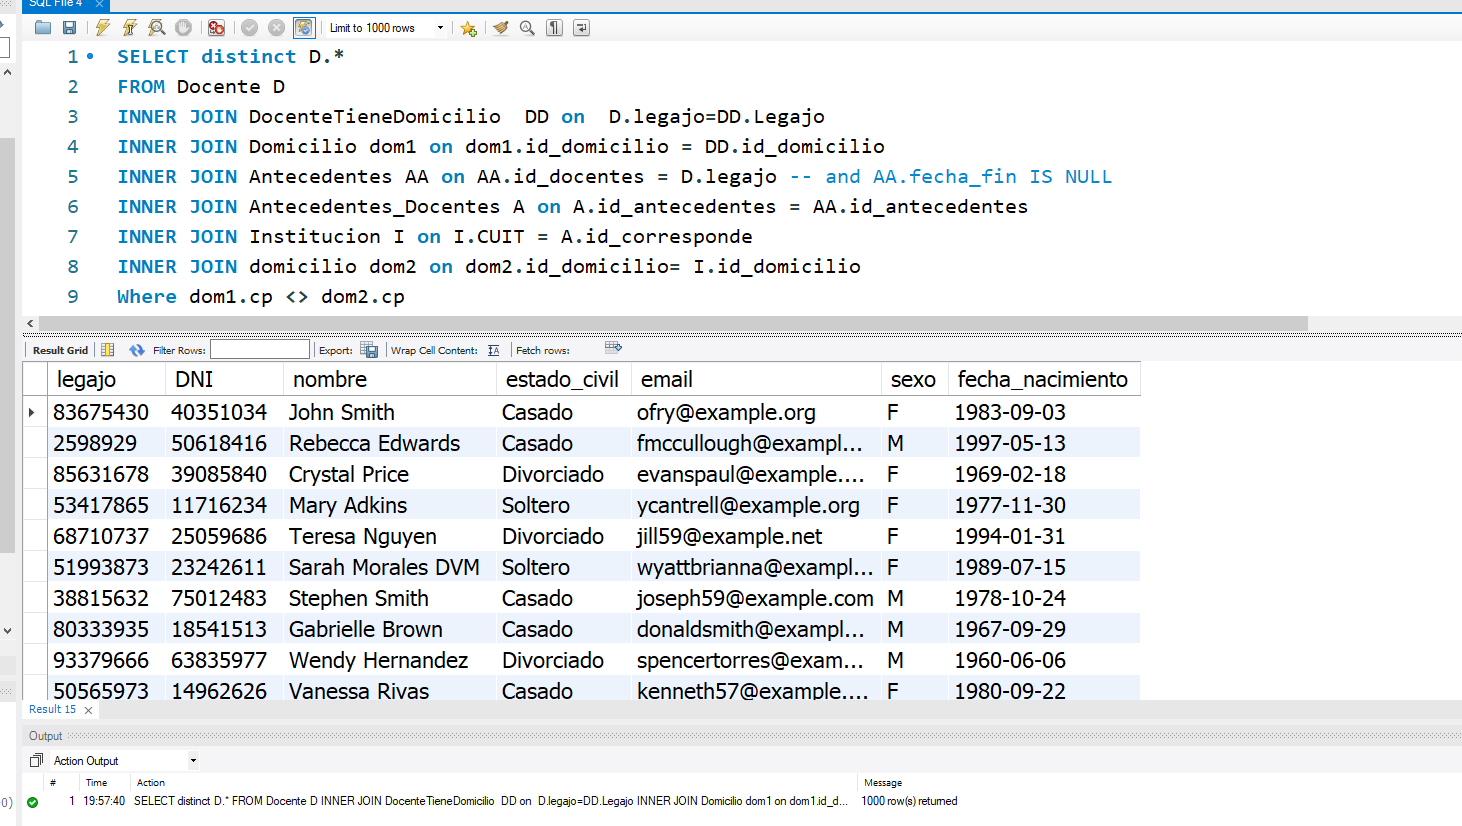 SQL File 4
Limit to 1000 rows
1 SELECT distinct D.*
2 FROM Docente D
3 INNER JOIN DocenteTieneDomicilio  DD on  D.legajo=DD.Legajo
4 INNER JOIN Domicilio dom1 on dom1.id_domicilio = DD.id_domicilio
5 INNER JOIN Antecedentes AA on AA.id_docentes = D.legajo -- and AA.fecha_fin IS NULL
6 INNER JOIN Antecedentes_Docentes A on A.id_antecedentes = AA.id_antecedentes
7 INNER JOIN Institucion I on I.CUIT = A.id_corresponde
8 INNER JOIN domicilio dom2 on dom2.id_domicilio= I.id_domicilio
9 Where dom1.cp <> dom2.cp
Result Grid Filter Rows: Export: Wrap Cell Content: IA Fetch rows:
legajo DNI nombre estado_civil email sexo fecha_nacimiento
83675430 40351034 John Smith Casado ofry@example.org F 1983-09-03
2598929 50618416 Rebecca Edwards Casado fmccullough@exampl... M 1997-05-13
85631678 39085840 Crystal Price Divorciado evanspaul@example.... F 1969-02-18
53417865 11716234 Mary Adkins Soltero ycantrell@example.org F 1977-11-30
68710737 25059686 Teresa Nguyen Divorciado jill59@example.net F 1994-01-31
51993873 23242611 Sarah Morales DVM Soltero wyattbrianna@exampl... F 1989-07-15
38815632 75012483 Stephen Smith Casado joseph59@example.com M 1978-10-24
80333935 18541513 Gabrielle Brown Casado donaldsmith@exampl... M 1967-09-29
93379666 63835977 Wendy Hernandez Divorciado spencertorres@exam... M 1960-06-06
50565973 14962626 Vanessa Rivas Casado kenneth57@example.... F 1980-09-22
Result 15
Output
Action Output
# Time Action Message
0) 1 19:57:40 SELECT distinct D.* FROM Docente D INNER JOIN DocenteTieneDomicilio  DD on  D.legajo=DD.Legajo INNER JOIN Domicilio dom1 on dom1.id_d... 1000 row(s) returned